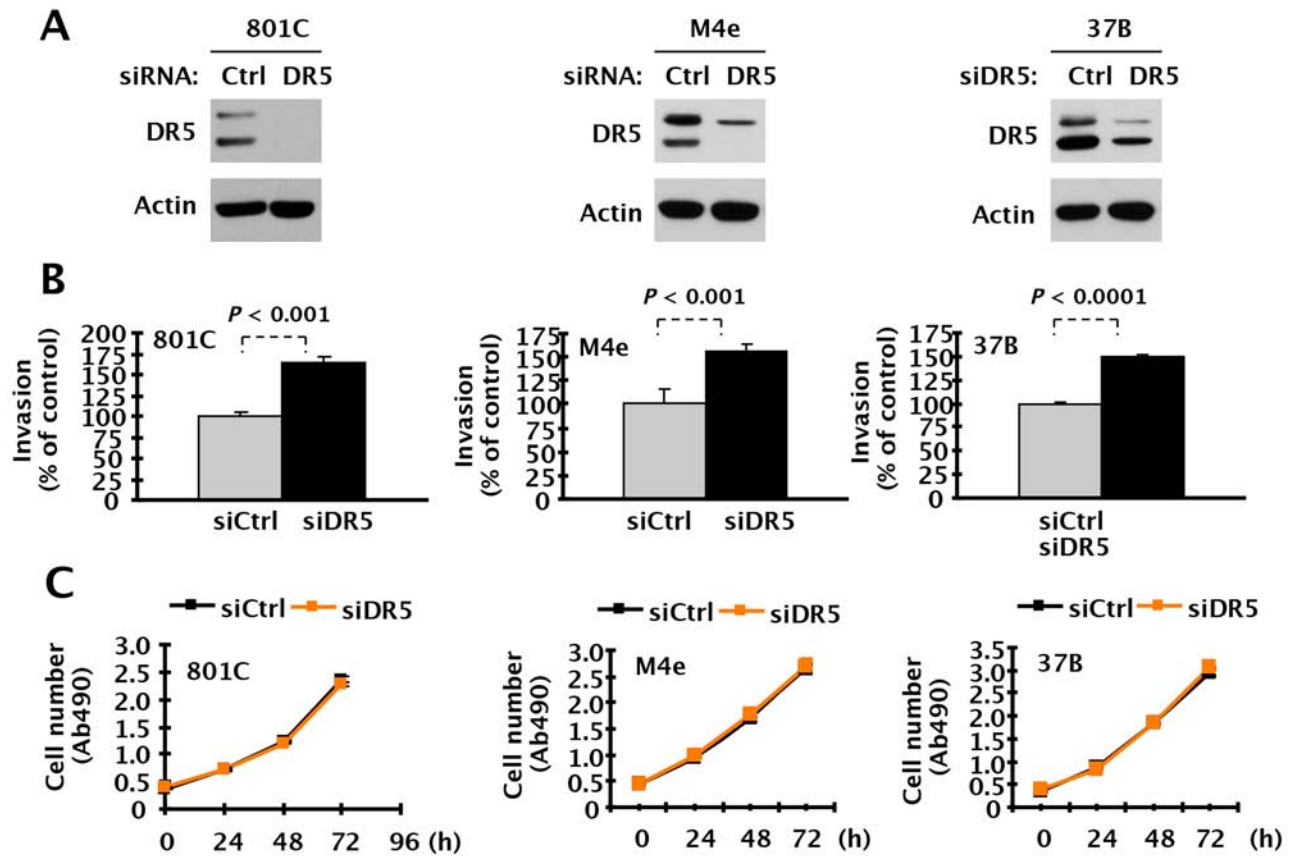 A
801C
M4e
37B
siRNA: Ctrl DR5
siRNA: Ctrl DR5
siDR5: Ctrl DR5
DR5
DR5
DR5
Actin
Actin
Actin
B
P < 0.001
P < 0.001
P < 0.0001
801C
M4e
37B
Invasion
(% of control)
200
175
150
125
100
75
50
25
0
siCtrl siDR5
Invasion
(% of control)
175
150
125
100
75
50
25
0
siCtrl siDR5
Invasion
(% of control)
175
150
125
100
75
50
25
0
siCtrl
siDR5
C
siCtrl siDR5
siCtrl siDR5
siCtrl siDR5
801C
M4e
37B
Cell number
(Ab490)
3.0
2.5
2.0
1.5
1.0
0.5
0
0 24 48 72 96 (h)
Cell number
(Ab490)
3.0
2.5
2.0
1.5
1.0
0.5
0
0 24 48 72 (h)
Cell number
(Ab490)
3.5
3.0
2.5
2.0
1.5
1.0
0.5
0
0 24 48 72 (h)